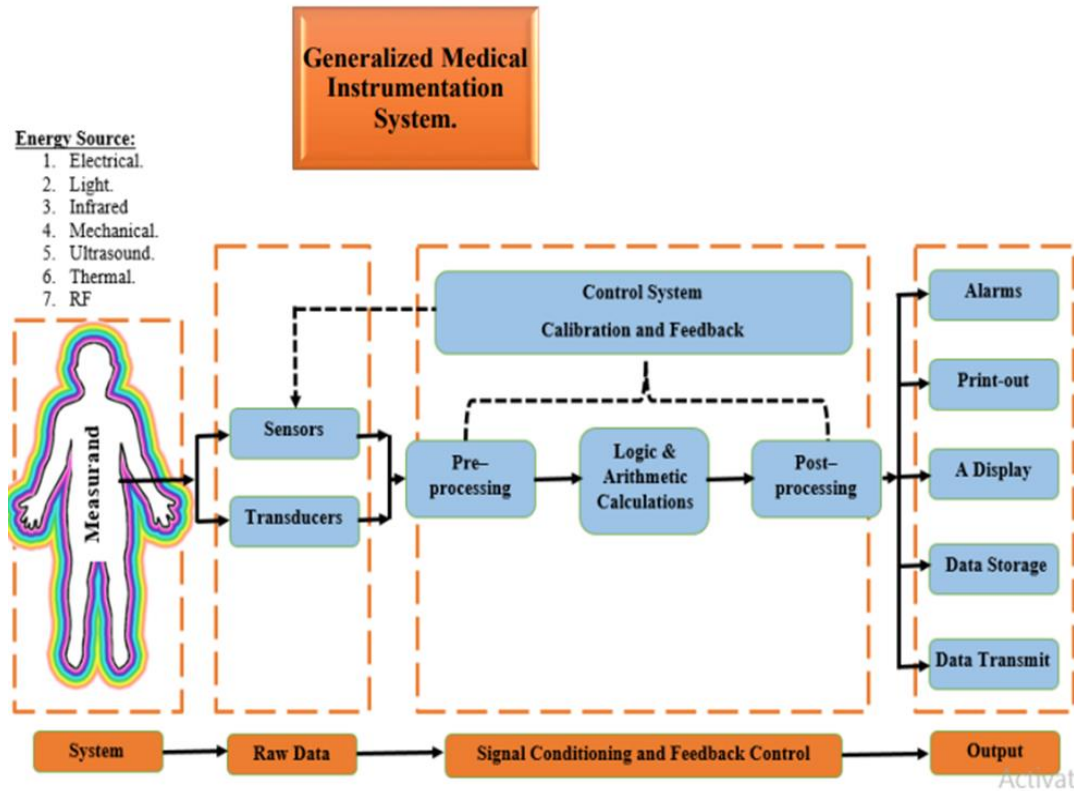 Generalized Medical
Instrumentation
System.
Energy Source:
1. Electrical.
2. Light.
3. Infrared
4. Mechanical.
5. Ultrasound.
6. Thermal.
7. RF
Measurand
Sensors
Transducers
Control System
Calibration and Feedback
Pre–
processing
Logic &
Arithmetic
Calculations
Post–
processing
Alarms
Print-out
A Display
Data Storage
Data Transmit
System
Raw Data
Signal Conditioning and Feedback Control
Output
Activat